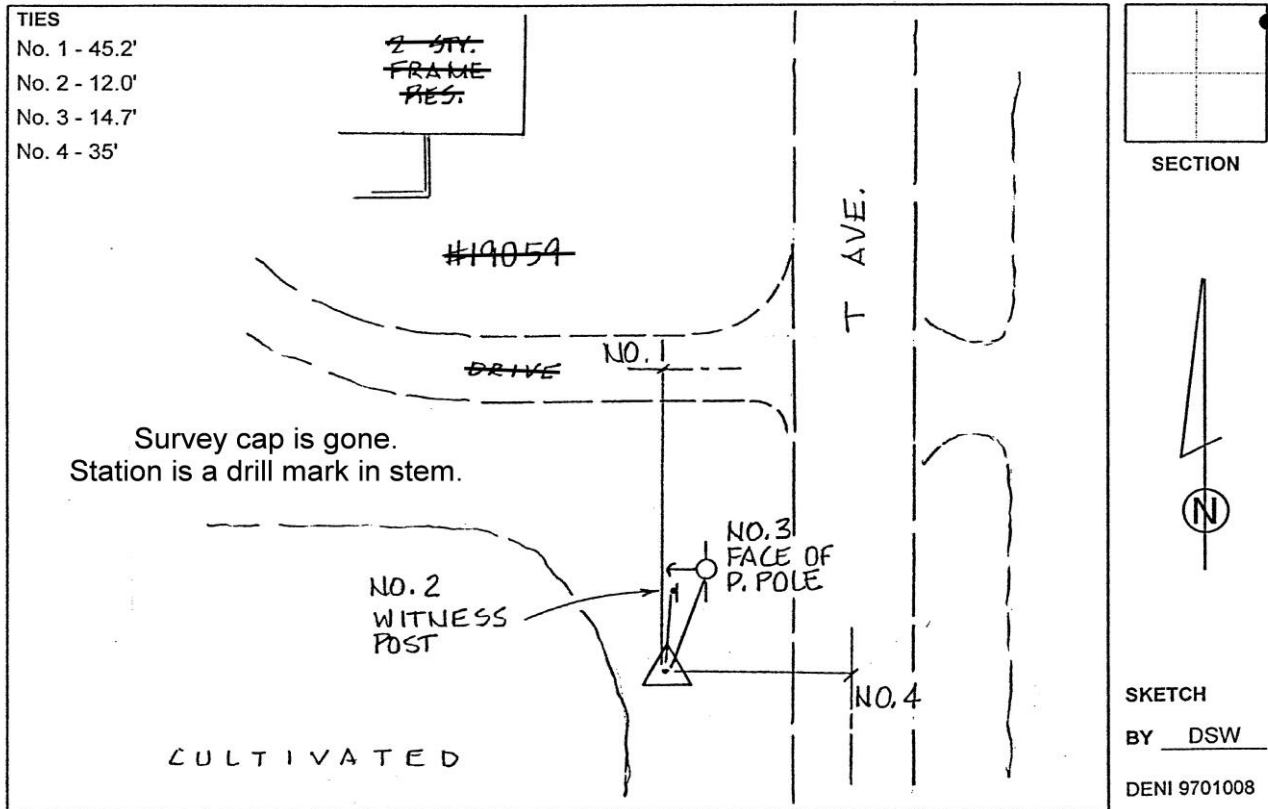 TIES
No. 1 - 45.2'
No. 2 - 12.0'
No. 3 - 14.7'
No. 4 - 35'
2 STY.
FRAME
RES.
#19059
T AVE.
SECTION
NO.
DRIVE
Survey cap is gone.
Station is a drill mark in stem.
N
NO.3
FACE OF
P. POLE
NO. 2
WITNESS
POST
NO. 4
CULTIVATED
SKETCH
BY DSW
DENI 9701008